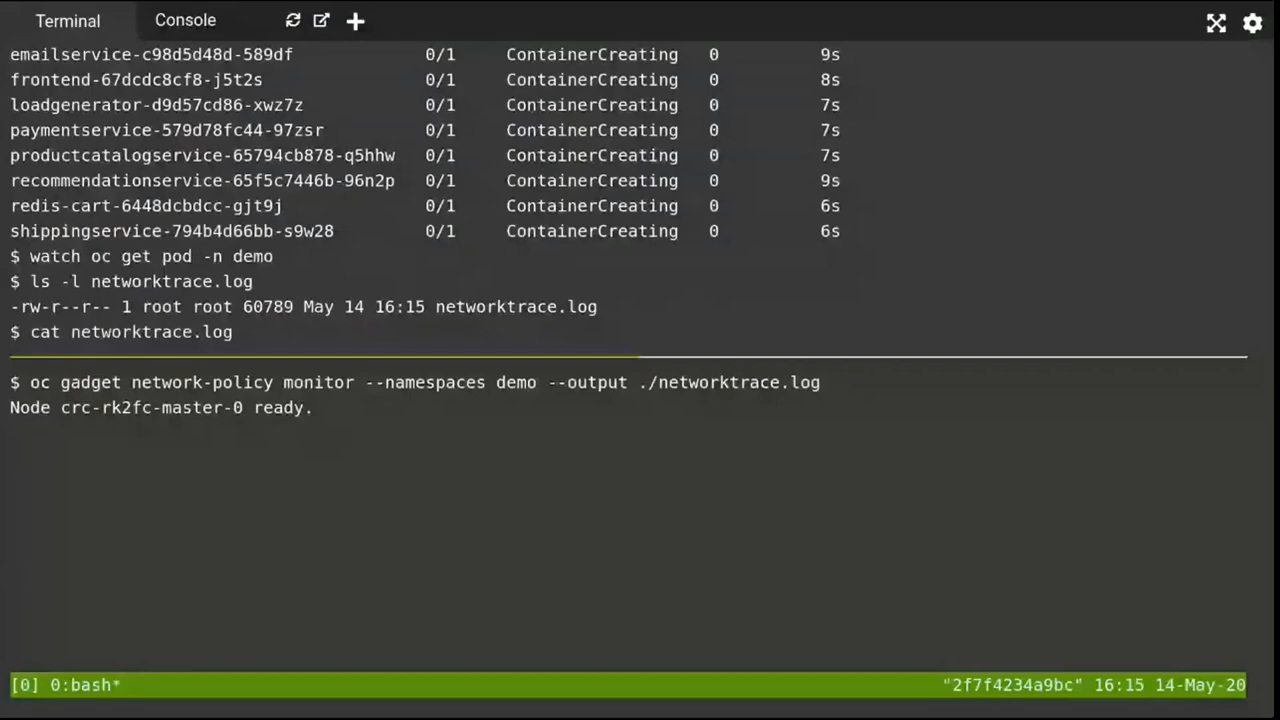 Terminal Console
emailservice-c98d5d48d-589df 0/1 ContainerCreating 0 9s
frontend-67dcdc8cf8-j5t2s 0/1 ContainerCreating 0 8s
loadgenerator-d9d57cd86-xwz7z 0/1 ContainerCreating 0 7s
paymentservice-579d78fc44-97zsr 0/1 ContainerCreating 0 7s
productcatalogservice-65794cb878-q5hhw 0/1 ContainerCreating 0 7s
recommendationservice-65f5c7446b-96n2p 0/1 ContainerCreating 0 9s
redis-cart-6448dcbdcc-gjt9j 0/1 ContainerCreating 0 6s
shippingservice-794b4d66bb-s9w28 0/1 ContainerCreating 0 6s
$ watch oc get pod -n demo
$ ls -l networktrace.log
-rw-r--r-- 1 root root 60789 May 14 16:15 networktrace.log
$ cat networktrace.log
$ oc gadget network-policy monitor --namespaces demo --output ./networktrace.log
Node crc-rk2fc-master-0 ready.
[0] 0:bash* "2f7f4234a9bc" 16:15 14-May-20